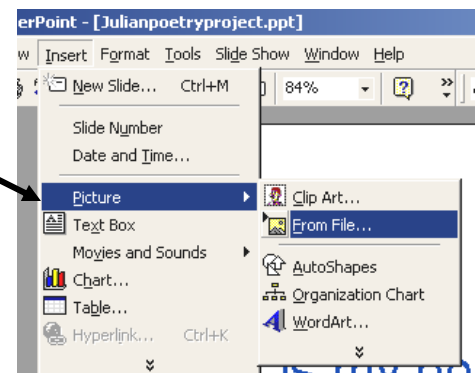 erPoint - [Julianpoetryproject.ppt]
w Insert Format Tools Slide Show Window Help
New Slide... Ctrl+M
84%
Slide Number
Date and Time...
Picture
Clip Art...
Text Box
From File...
Movies and Sounds
AutoShapes
Chart...
Organization Chart
Table...
WordArt...
Hyperlink... Ctrl+K